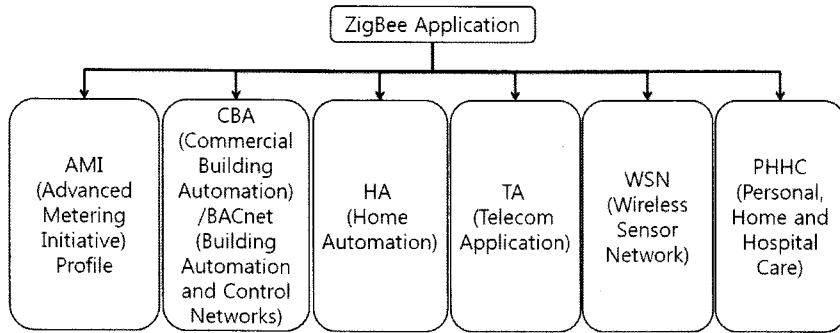 ZigBee Application
AMI
(Advanced
Metering
Initiative)
Profile
CBA
(Commercial
Building
Automation)
/BACnet
(Building
Automation
and Control
Networks)
HA
(Home
Automation)
TA
(Telecom
Application)
WSN
(Wireless
Sensor
Network)
PHHC
(Personal,
Home and
Hospital
Care)